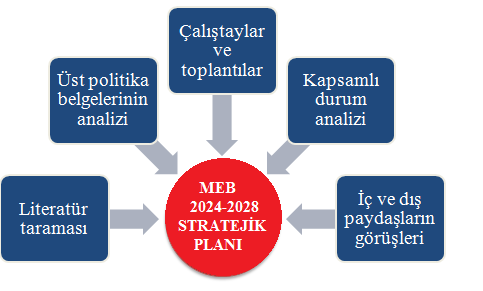 Çalıştaylar
ve
toplantılar
Üst politika
belgelerinin
analizi
Kapsamlı
durum
analizi
Literatür
taraması
MEB
2024-2028
STRATEJİK
PLANI
İç ve dış
paydaşların
görüşleri